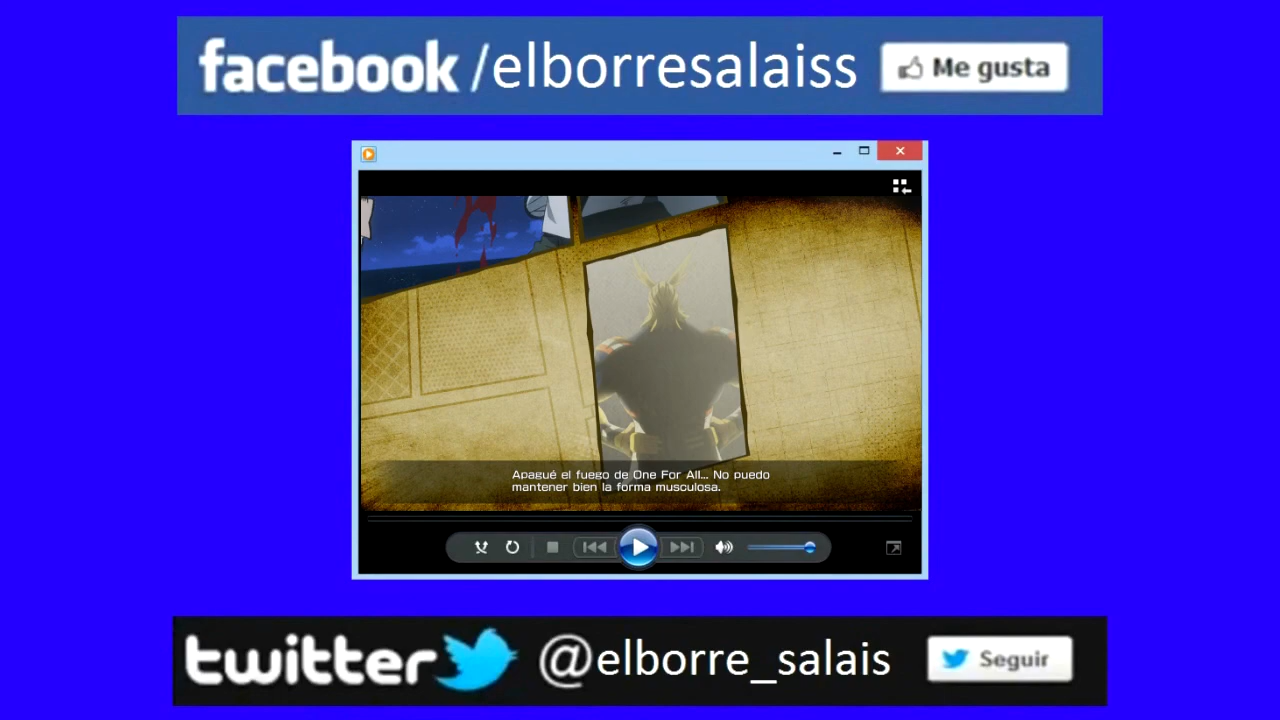 facebook /elborresalaiss Me gusta
Apagué el fuego de One For All... No puedo
mantener bien la forma musculosa.
twitter @elborre_salais Seguir